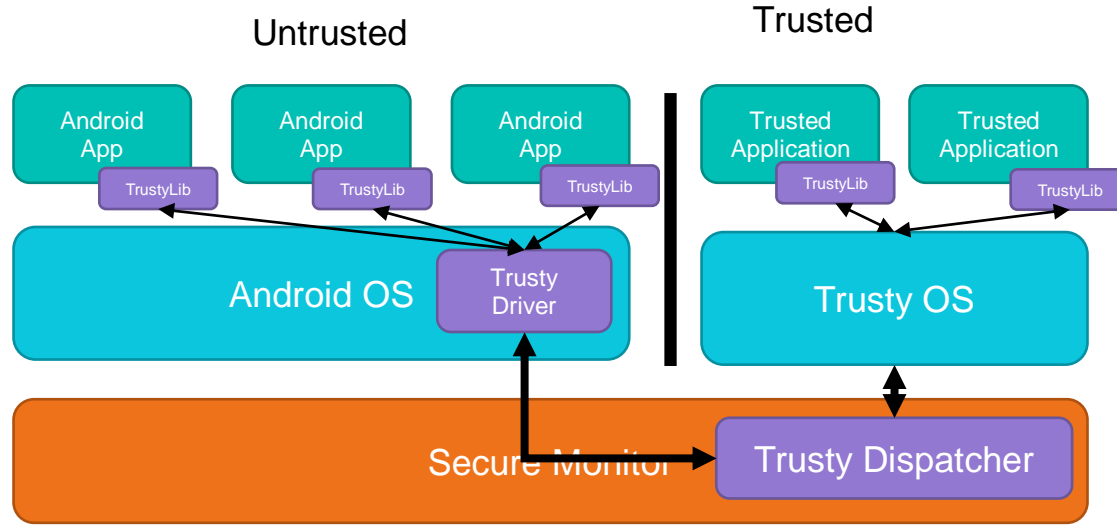 Untrusted
Trusted
Android
App
Android
App
Android
App
Trusted
Application
Trusted
Application
TrustyLib
TrustyLib
TrustyLib
TrustyLib
TrustyLib
Android OS
Trusty
Driver
Trusty OS
Secure Monitor
Trusty Dispatcher